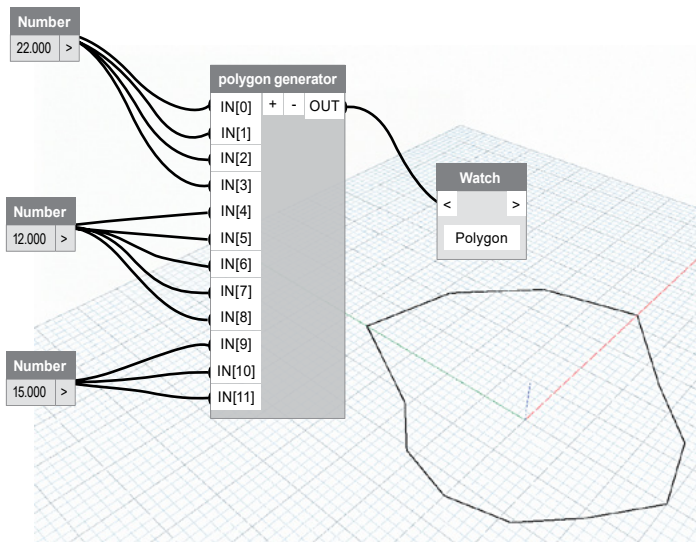 Number
22.000 >
polygon generator
IN[0] + - OUT
IN[1]
IN[2]
IN[3]
IN[4]
IN[5]
IN[6]
IN[7]
IN[8]
IN[9]
IN[10]
IN[11]
Number
12.000 >
Number
15.000 >
Watch
< >
Polygon